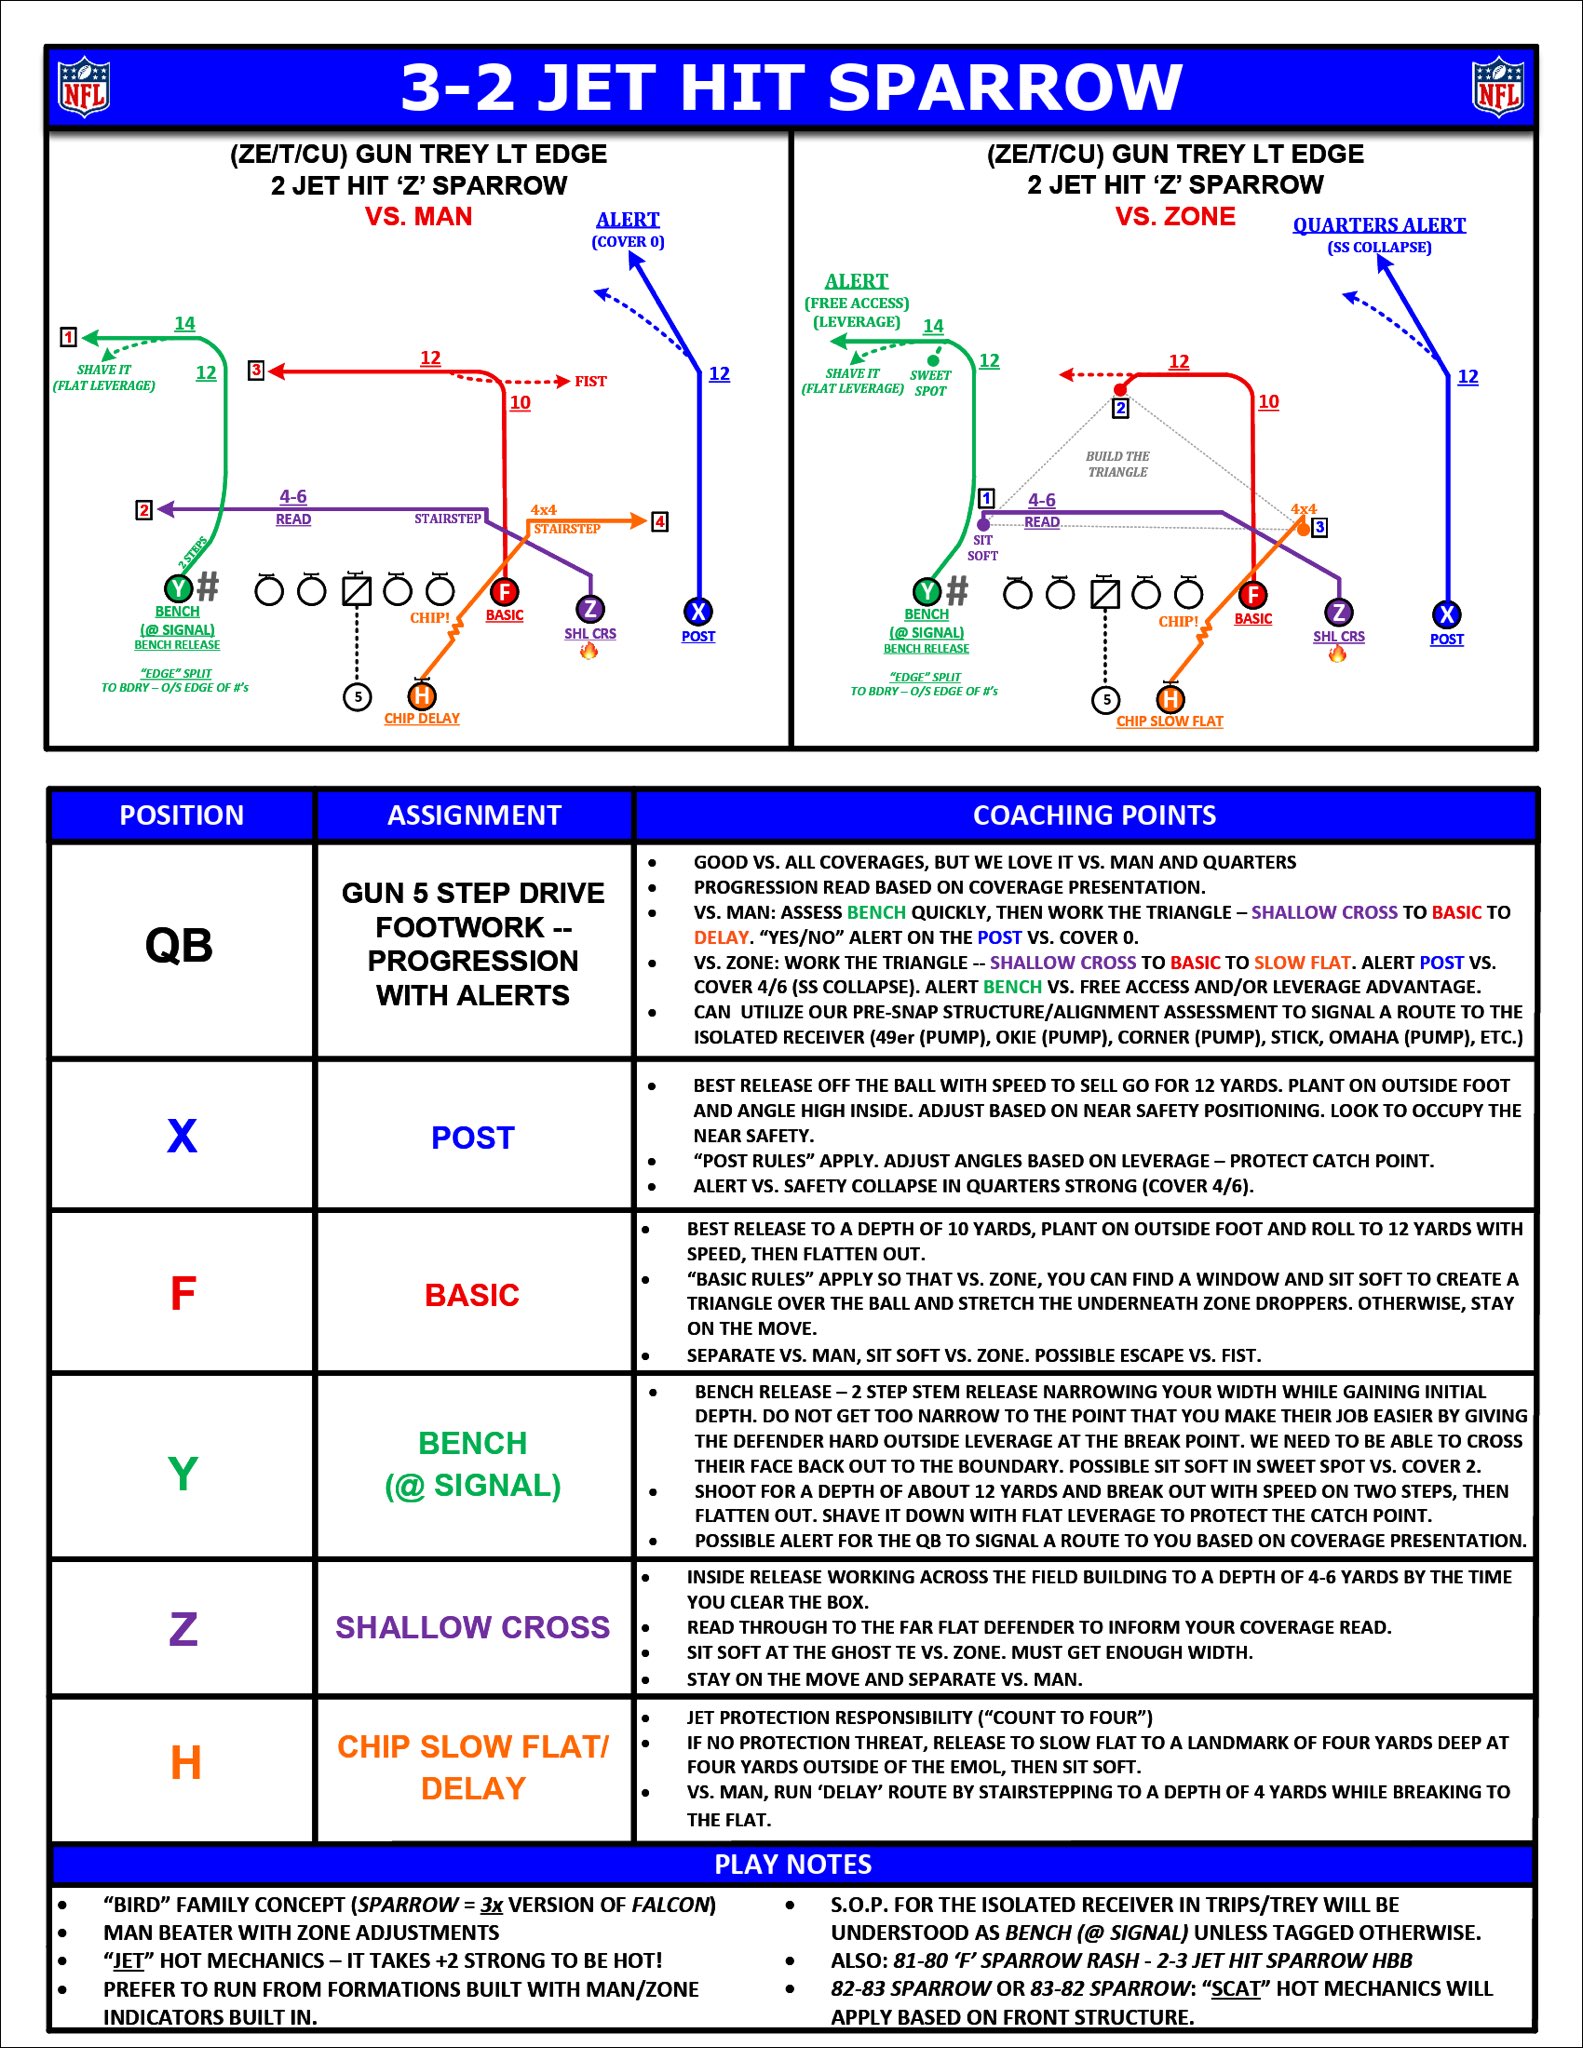 NFL
3-2 JET HIT SPARROW
NFL
(ZE/T/CU) GUN TREY LT EDGE
2 JET HIT ‘Z’ SPARROW
VS. MAN
ALERT
(COVER 0)
1
14
SHAVE IT
(FLAT LEVERAGE)
12
3
12
FIST
10
12
2
4-6
READ
STAIRSTEP
4x4
STAIRSTEP
4
2 STEPS
Y
#
BENCH
(@ SIGNAL)
BENCH RELEASE
“EDGE” SPLIT
TO BDRY – O/S EDGE OF #’s
CHIP!
F
BASIC
Z
SHL CRS
X
POST
5
H
CHIP DELAY
(ZE/T/CU) GUN TREY LT EDGE
2 JET HIT ‘Z’ SPARROW
VS. ZONE
QUARTERS ALERT
(SS COLLAPSE)
ALERT
(FREE ACCESS)
(LEVERAGE)
14
SHAVE IT
(FLAT LEVERAGE)
SWEET
SPOT
12
12
10
12
2
BUILD THE
TRIANGLE
1
4-6
READ
SIT
SOFT
4x4
3
Y
#
BENCH
(@ SIGNAL)
BENCH RELEASE
“EDGE” SPLIT
TO BDRY – O/S EDGE OF #’s
CHIP!
F
BASIC
Z
SHL CRS
X
POST
5
H
CHIP SLOW FLAT
POSITION
ASSIGNMENT
COACHING POINTS
QB
GUN 5 STEP DRIVE
FOOTWORK --
PROGRESSION
WITH ALERTS
• GOOD VS. ALL COVERAGES, BUT WE LOVE IT VS. MAN AND QUARTERS
• PROGRESSION READ BASED ON COVERAGE PRESENTATION.
• VS. MAN: ASSESS BENCH QUICKLY, THEN WORK THE TRIANGLE – SHALLOW CROSS TO BASIC TO
DELAY. “YES/NO” ALERT ON THE POST VS. COVER 0.
• VS. ZONE: WORK THE TRIANGLE -- SHALLOW CROSS TO BASIC TO SLOW FLAT. ALERT POST VS.
COVER 4/6 (SS COLLAPSE). ALERT BENCH VS. FREE ACCESS AND/OR LEVERAGE ADVANTAGE.
• CAN UTILIZE OUR PRE-SNAP STRUCTURE/ALIGNMENT ASSESSMENT TO SIGNAL A ROUTE TO THE
ISOLATED RECEIVER (49er (PUMP), OKIE (PUMP), CORNER (PUMP), STICK, OMAHA (PUMP), ETC.)
X
POST
• BEST RELEASE OFF THE BALL WITH SPEED TO SELL GO FOR 12 YARDS. PLANT ON OUTSIDE FOOT
AND ANGLE HIGH INSIDE. ADJUST BASED ON NEAR SAFETY POSITIONING. LOOK TO OCCUPY THE
NEAR SAFETY.
• “POST RULES” APPLY. ADJUST ANGLES BASED ON LEVERAGE – PROTECT CATCH POINT.
• ALERT VS. SAFETY COLLAPSE IN QUARTERS STRONG (COVER 4/6).
F
BASIC
• BEST RELEASE TO A DEPTH OF 10 YARDS, PLANT ON OUTSIDE FOOT AND ROLL TO 12 YARDS WITH
SPEED, THEN FLATTEN OUT.
• “BASIC RULES” APPLY SO THAT VS. ZONE, YOU CAN FIND A WINDOW AND SIT SOFT TO CREATE A
TRIANGLE OVER THE BALL AND STRETCH THE UNDERNEATH ZONE DROPPERS. OTHERWISE, STAY
ON THE MOVE.
• SEPARATE VS. MAN, SIT SOFT VS. ZONE. POSSIBLE ESCAPE VS. FIST.
Y
BENCH
(@ SIGNAL)
• BENCH RELEASE – 2 STEP STEM RELEASE NARROWING YOUR WIDTH WHILE GAINING INITIAL
DEPTH. DO NOT GET TOO NARROW TO THE POINT THAT YOU MAKE THEIR JOB EASIER BY GIVING
THE DEFENDER HARD OUTSIDE LEVERAGE AT THE BREAK POINT. WE NEED TO BE ABLE TO CROSS
THEIR FACE BACK OUT TO THE BOUNDARY. POSSIBLE SIT SOFT IN SWEET SPOT VS. COVER 2.
• SHOOT FOR A DEPTH OF ABOUT 12 YARDS AND BREAK OUT WITH SPEED ON TWO STEPS, THEN
FLATTEN OUT. SHAVE IT DOWN WITH FLAT LEVERAGE TO PROTECT THE CATCH POINT.
• POSSIBLE ALERT FOR THE QB TO SIGNAL A ROUTE TO YOU BASED ON COVERAGE PRESENTATION.
Z
SHALLOW CROSS
• INSIDE RELEASE WORKING ACROSS THE FIELD BUILDING TO A DEPTH OF 4-6 YARDS BY THE TIME
YOU CLEAR THE BOX.
• READ THROUGH TO THE FAR FLAT DEFENDER TO INFORM YOUR COVERAGE READ.
• SIT SOFT AT THE GHOST TE VS. ZONE. MUST GET ENOUGH WIDTH.
• STAY ON THE MOVE AND SEPARATE VS. MAN.
H
CHIP SLOW FLAT/
DELAY
• JET PROTECTION RESPONSIBILITY (“COUNT TO FOUR”)
• IF NO PROTECTION THREAT, RELEASE TO SLOW FLAT TO A LANDMARK OF FOUR YARDS DEEP AT
FOUR YARDS OUTSIDE OF THE EMOL, THEN SIT SOFT.
• VS. MAN, RUN ‘DELAY’ ROUTE BY STAIRSTEPPING TO A DEPTH OF 4 YARDS WHILE BREAKING TO
THE FLAT.
PLAY NOTES
• “BIRD” FAMILY CONCEPT (SPARROW = 3x VERSION OF FALCON)
• MAN BEATER WITH ZONE ADJUSTMENTS
• “JET” HOT MECHANICS – IT TAKES +2 STRONG TO BE HOT!
• PREFER TO RUN FROM FORMATIONS BUILT WITH MAN/ZONE
INDICATORS BUILT IN.
• S.O.P. FOR THE ISOLATED RECEIVER IN TRIPS/TREY WILL BE
UNDERSTOOD AS BENCH (@ SIGNAL) UNLESS TAGGED OTHERWISE.
• ALSO: 81-80 ‘F’ SPARROW RASH - 2-3 JET HIT SPARROW HBB
• 82-83 SPARROW OR 83-82 SPARROW: “SCAT” HOT MECHANICS WILL
APPLY BASED ON FRONT STRUCTURE.